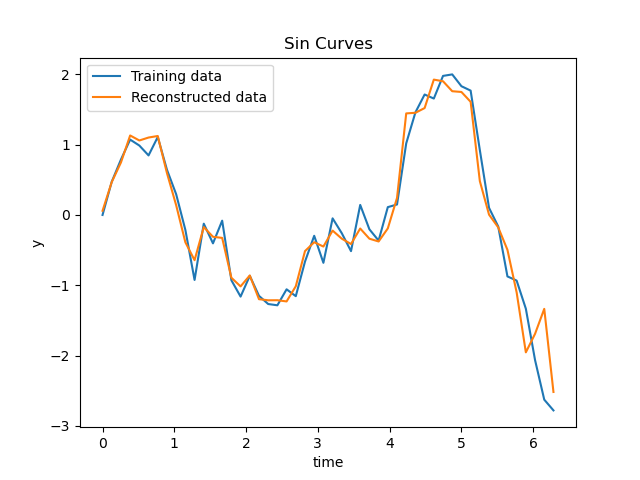 Sin Curves
Training data
Reconstructed data
2
1
0
−1
−2
−3
y
0 1 2 3 4 5 6
time